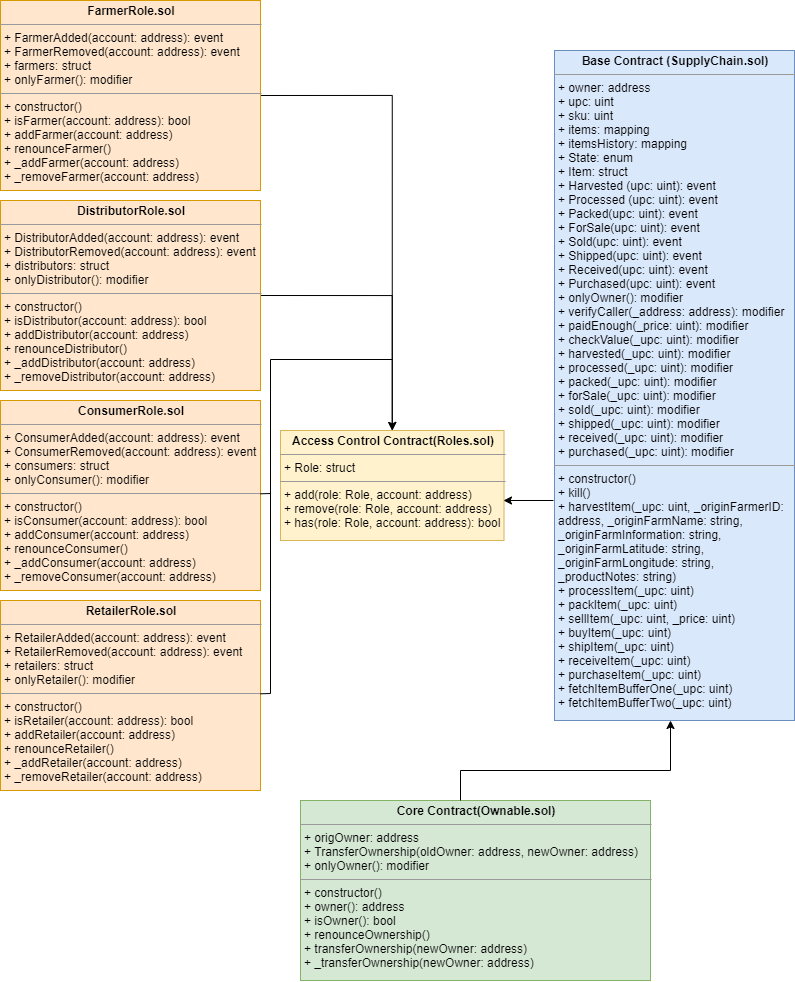 FarmerRole.sol
+ FarmerAdded(account: address): event
+ FarmerRemoved(account: address): event
+ farmers: struct
+ onlyFarmer(): modifier
+ constructor()
+ isFarmer(account: address): bool
+ addFarmer(account: address)
+ renounceFarmer()
+ _addFarmer(account: address)
+ _removeFarmer(account: address)
DistributorRole.sol
+ DistributorAdded(account: address): event
+ DistributorRemoved(account: address): event
+ distributors: struct
+ onlyDistributor(): modifier
+ constructor()
+ isDistributor(account: address): bool
+ addDistributor(account: address)
+ renounceDistributor()
+ _addDistributor(account: address)
+ _removeDistributor(account: address)
ConsumerRole.sol
+ ConsumerAdded(account: address): event
+ ConsumerRemoved(account: address): event
+ consumers: struct
+ onlyConsumer(): modifier
+ constructor()
+ isConsumer(account: address): bool
+ addConsumer(account: address)
+ renounceConsumer()
+ _addConsumer(account: address)
+ _removeConsumer(account: address)
RetailerRole.sol
+ RetailerAdded(account: address): event
+ RetailerRemoved(account: address): event
+ retailers: struct
+ onlyRetailer(): modifier
+ constructor()
+ isRetailer(account: address): bool
+ addRetailer(account: address)
+ renounceRetailer()
+ _addRetailer(account: address)
+ _removeRetailer(account: address)
Access Control Contract(Roles.sol)
+ Role: struct
+ add(role: Role, account: address)
+ remove(role: Role, account: address)
+ has(role: Role, account: address): bool
Base Contract (SupplyChain.sol)
+ owner: address
+ upc: uint
+ sku: uint
+ items: mapping
+ itemsHistory: mapping
+ State: enum
+ Item: struct
+ Harvested (upc: uint): event
+ Processed (upc: uint): event
+ Packed(upc: uint): event
+ ForSale(upc: uint): event
+ Sold(upc: uint): event
+ Shipped(upc: uint): event
+ Received(upc: uint): event
+ Purchased(upc: uint): event
+ onlyOwner(): modifier
+ verifyCaller(_address: address): modifier
+ paidEnough(_price: uint): modifier
+ checkValue(_upc: uint): modifier
+ harvested(_upc: uint): modifier
+ processed(_upc: uint): modifier
+ packed(_upc: uint): modifier
+ forSale(_upc: uint): modifier
+ sold(_upc: uint): modifier
+ shipped(_upc: uint): modifier
+ received(_upc: uint): modifier
+ purchased(_upc: uint): modifier
+ constructor()
+ kill()
+ harvestItem(_upc: uint, _originFarmerID:
address, _originFarmName: string,
_originFarmInformation: string,
_originFarmLatitude: string,
_originFarmLongitude: string,
_productNotes: string)
+ processItem(_upc: uint)
+ packItem(_upc: uint)
+ sellItem(_upc: uint, _price: uint)
+ buyItem(_upc: uint)
+ shipItem(_upc: uint)
+ receiveItem(_upc: uint)
+ purchaseItem(_upc: uint)
+ fetchItemBufferOne(_upc: uint)
+ fetchItemBufferTwo(_upc: uint)
Core Contract(Ownable.sol)
+ origOwner: address
+ TransferOwnership(oldOwner: address, newOwner: address)
+ onlyOwner(): modifier
+ constructor()
+ owner(): address
+ isOwner(): bool
+ renounceOwnership()
+ transferOwnership(newOwner: address)
+ _transferOwnership(newOwner: address)